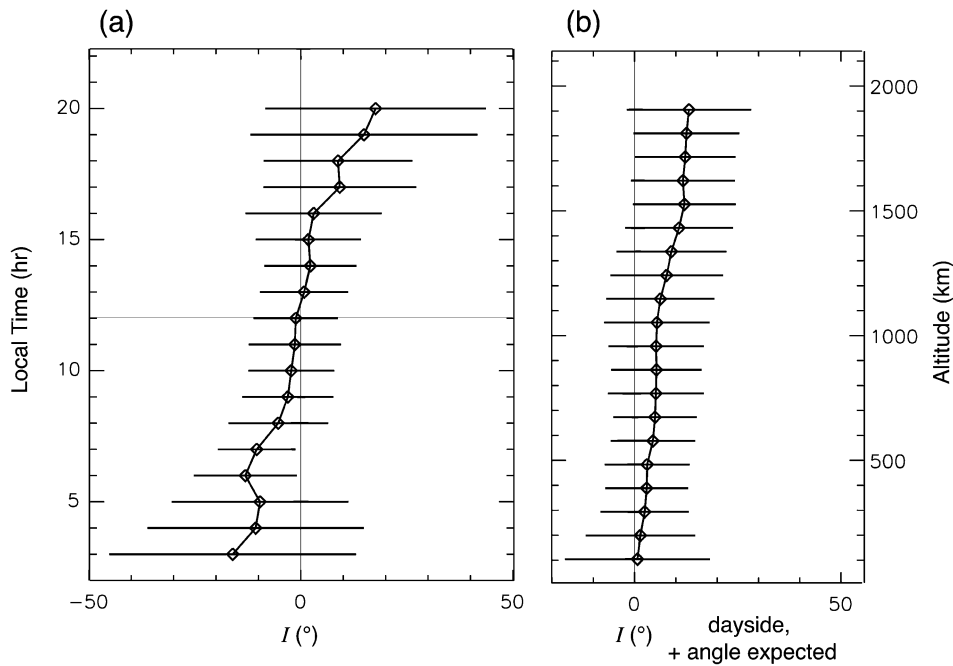 (a)
(b)
Local Time (hr)
20
15
10
5
−50
0
50
I (°)
2000
1500
1000
500
Altitude (km)
0
50
I (°)
dayside,
+ angle expected